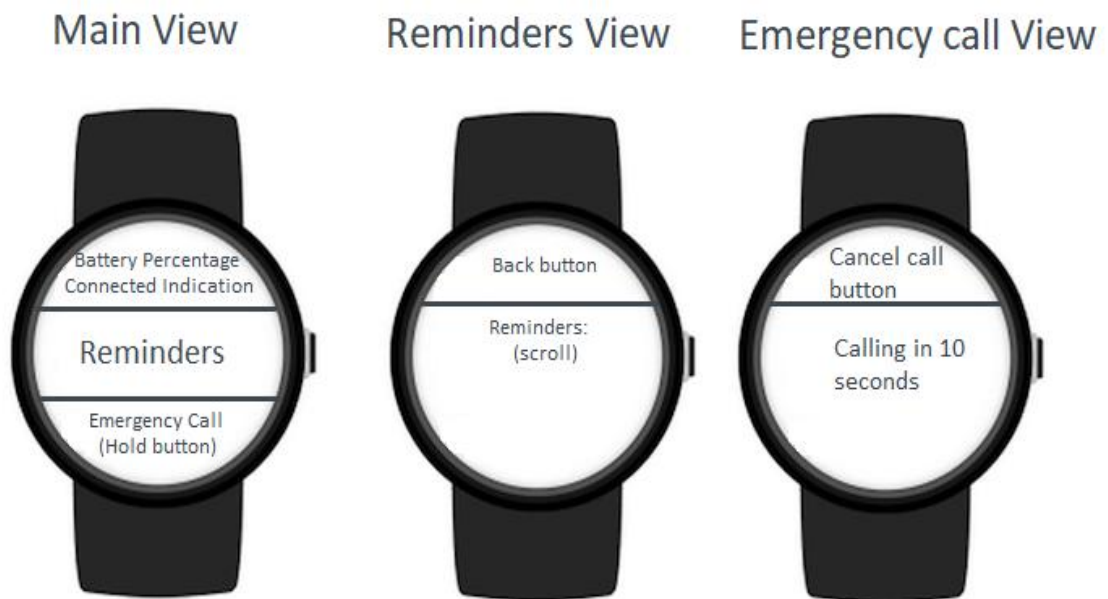 Main View
Reminders View
Emergency call View
Battery Percentage
Connected Indication
Reminders
Emergency Call
(Hold button)
Back button
Reminders:
(scroll)
Cancel call
button
Calling in 10
seconds